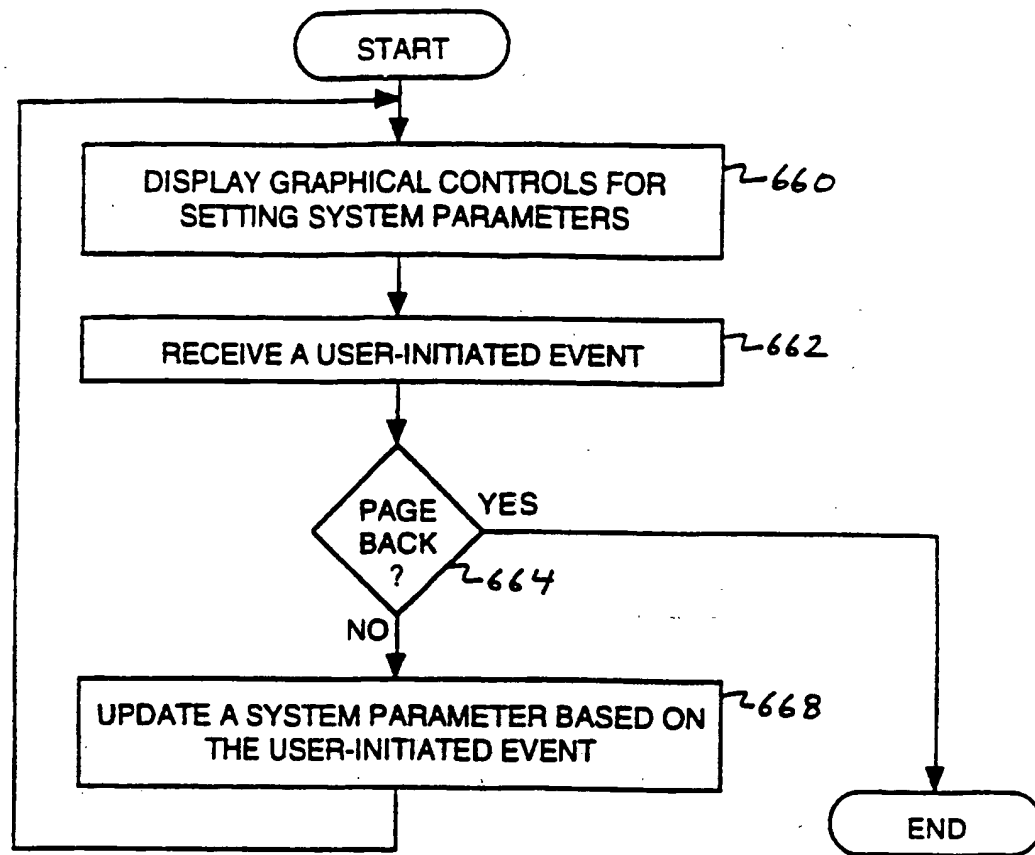 START
DISPLAY GRAPHICAL CONTROLS FOR
SETTING SYSTEM PARAMETERS
660
RECEIVE A USER-INITIATED EVENT
662
PAGE
BACK
?
YES
664
NO
UPDATE A SYSTEM PARAMETER BASED ON
THE USER-INITIATED EVENT
668
END